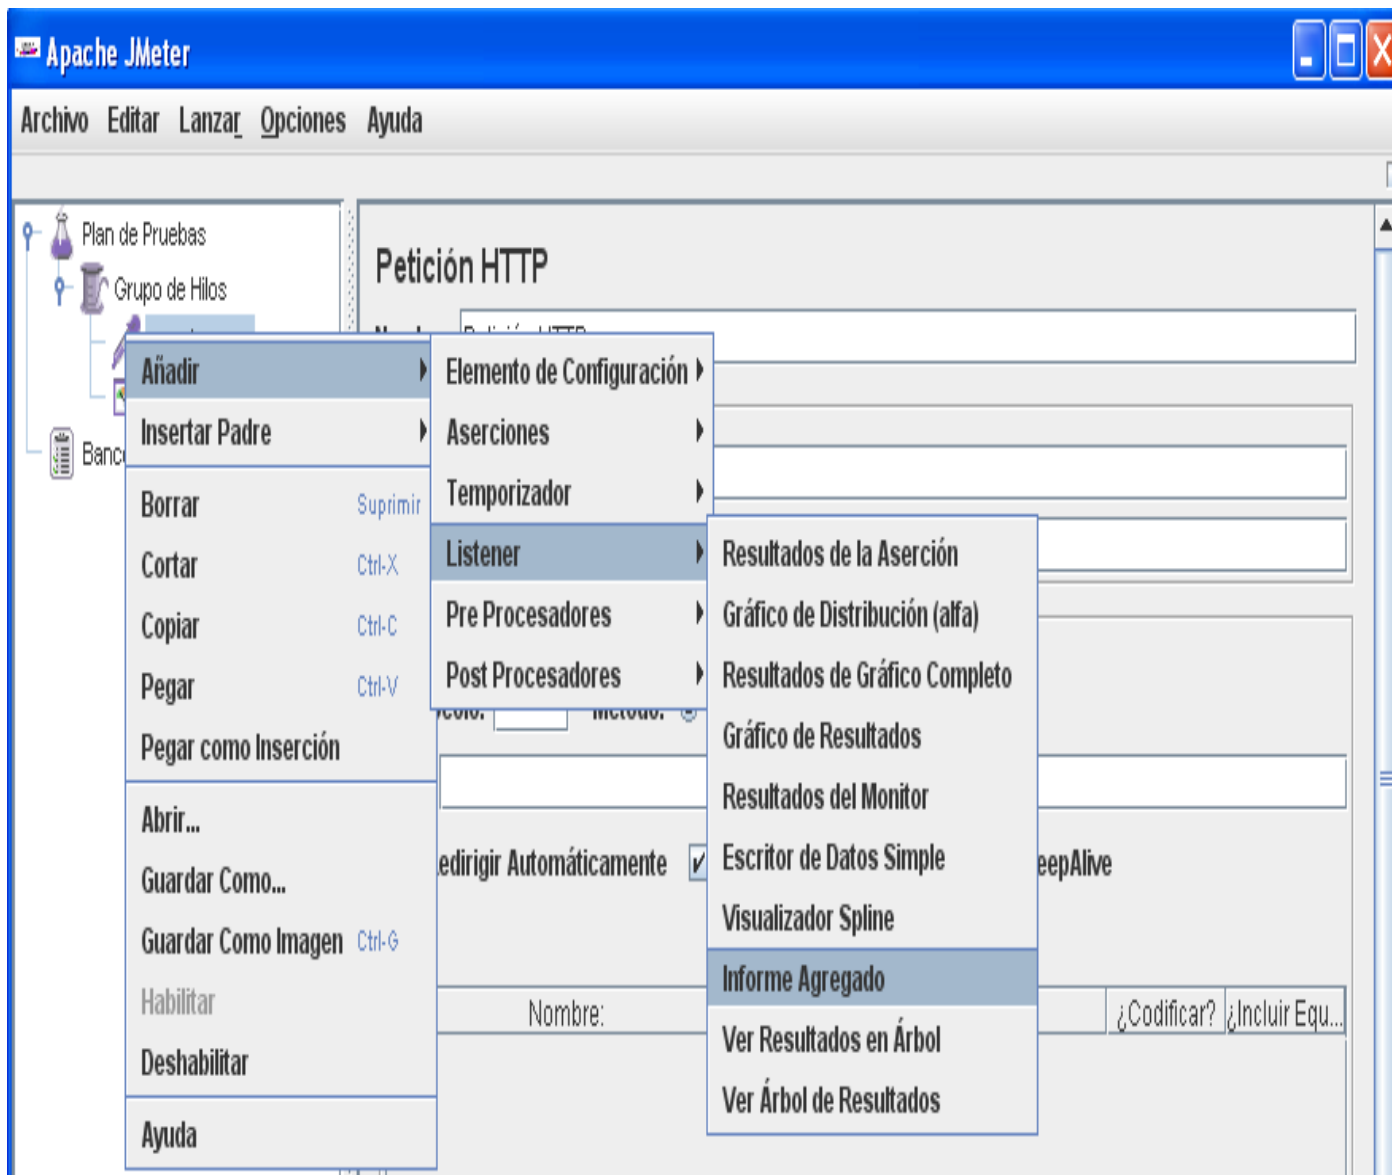 Apache JMeter
Archivo Editar Lanzar Opciones Ayuda
Plan de Pruebas
Grupo de Hilos
Petición HTTP
Petición HTTP
Añadir
Insertar Padre
Borrar Suprimir
Cortar Ctrl-X
Copiar Ctrl-C
Pegar Ctrl-V
Pegar como Inserción
Abrir...
Guardar Como...
Guardar Como Imagen Ctrl-G
Habilitar
Deshabilitar
Ayuda
Elemento de Configuración
Aserciones
Temporizador
Listener
Pre Procesadores
Post Procesadores
Resultados de la Aserción
Gráfico de Distribución (alfa)
Resultados de Gráfico Completo
Gráfico de Resultados
Resultados del Monitor
Escritor de Datos Simple
Visualizador Spline
Informe Agregado
Ver Resultados en Árbol
Ver Árbol de Resultados
Banco
Método:
edirigir Automáticamente
eepAlive
Nombre: ¿Codificar? ¿Incluir Equ...